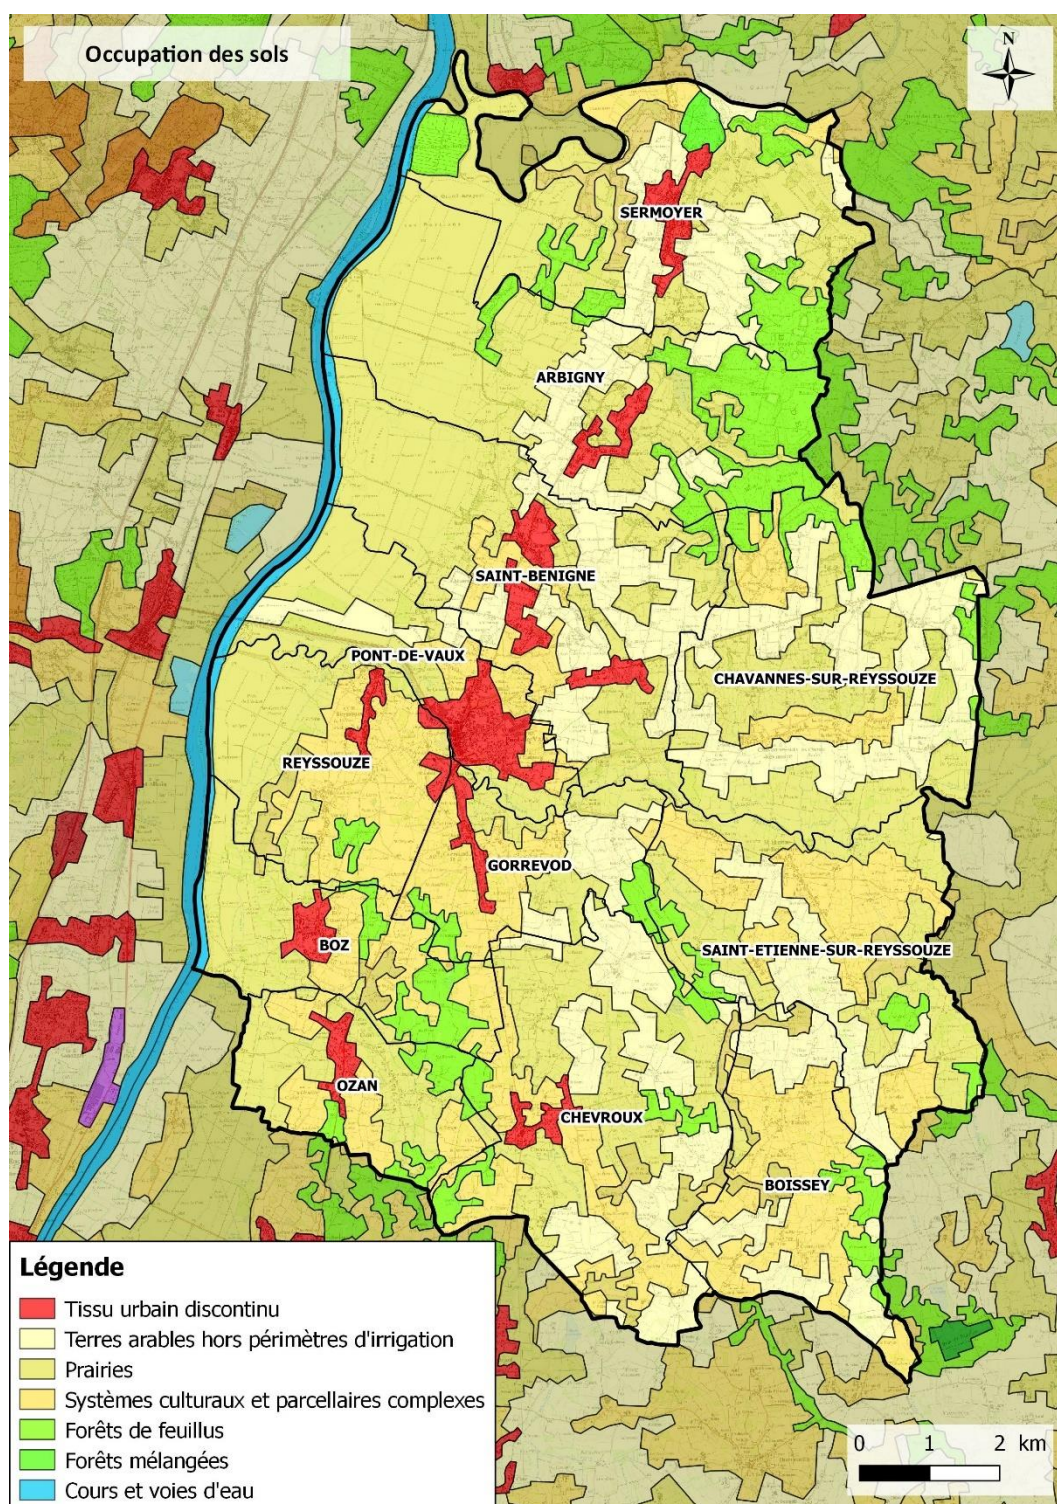 Occupation des sols
N
SERMOYER
ARBIGNY
SAINT-BENIGNE
PONT-DE-VAUX
CHAVANNES-SUR-REYSSOUZE
REYSSOUZE
GORREVOD
BOZ
SAINT-ETIENNE-SUR-REYSSOUZE
OZAN
CHEVROUX
BOISSEY
Légende
Tissu urbain discontinu
Terres arables hors périmètres d'irrigation
Prairies
Systèmes culturaux et parcellaires complexes
Forêts de feuillus
Forêts mélangées
Cours et voies d'eau
0 1 2 km